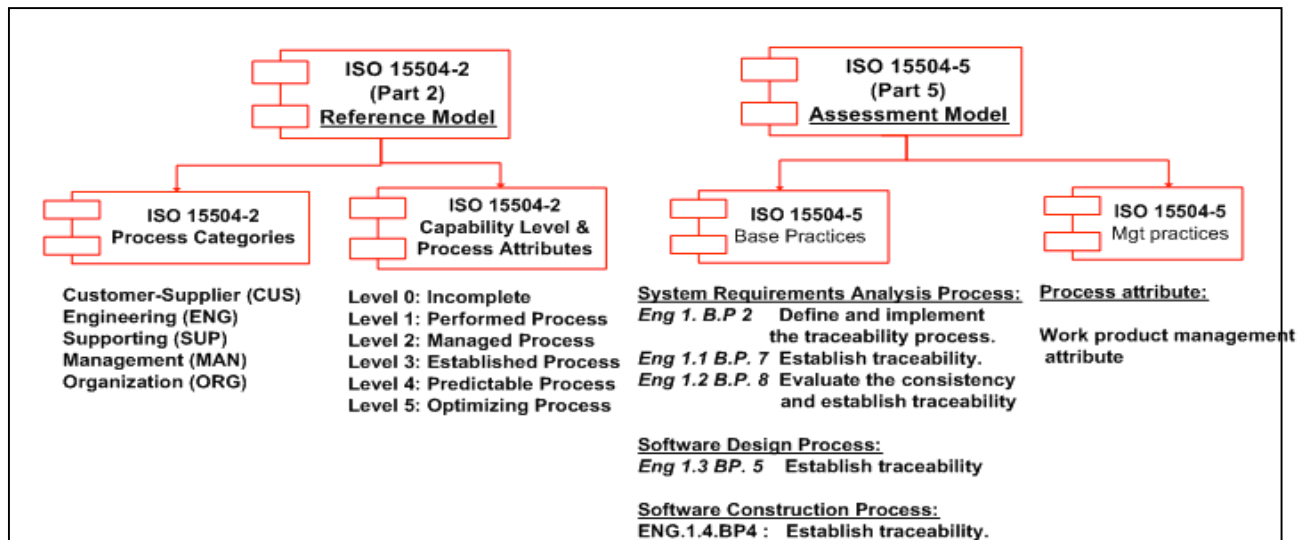 ISO 15504-2
(Part 2)
Reference Model
ISO 15504-5
(Part 5)
Assessment Model
ISO 15504-2
Process Categories
ISO 15504-2
Capability Level &
Process Attributes
ISO 15504-5
Base Practices
ISO 15504-5
Mgt practices
Customer-Supplier (CUS)
Engineering (ENG)
Supporting (SUP)
Management (MAN)
Organization (ORG)
Level 0: Incomplete
Level 1: Performed Process
Level 2: Managed Process
Level 3: Established Process
Level 4: Predictable Process
Level 5: Optimizing Process
System Requirements Analysis Process:
Eng 1. B.P 2 Define and implement
the traceability process.
Eng 1.1 B.P. 7 Establish traceability.
Eng 1.2 B.P. 8 Evaluate the consistency
and establish traceability
Software Design Process:
Eng 1.3 BP. 5 Establish traceability
Software Construction Process:
ENG.1.4.BP4 : Establish traceability.
Process attribute:
Work product management
attribute